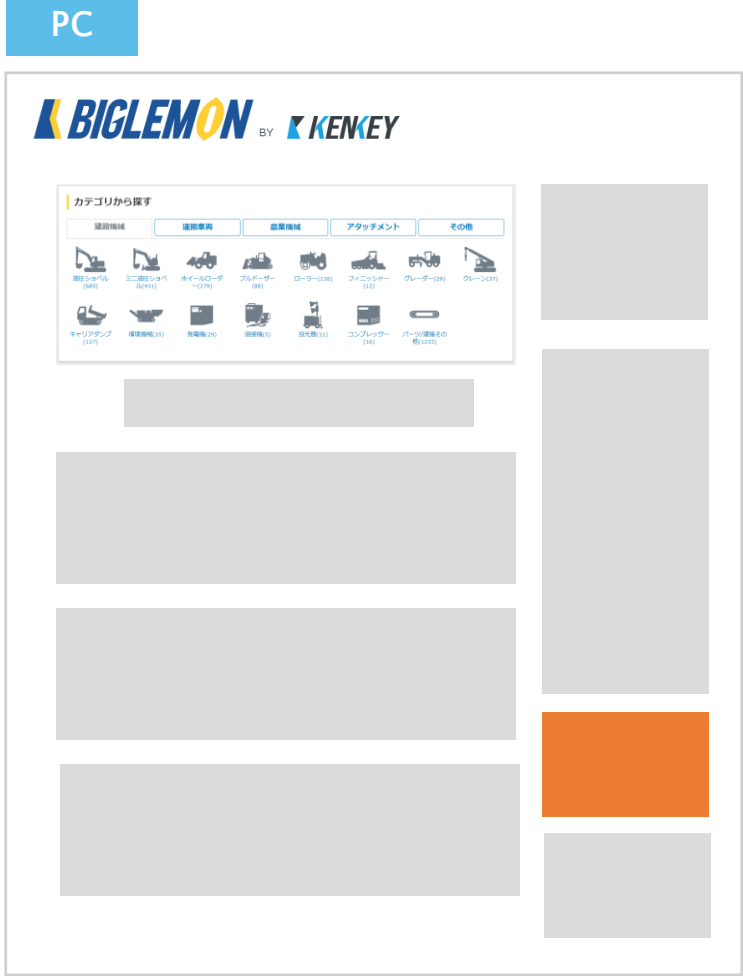 PC
BIGLEMON BY KENKEY
カテゴリから探す
建設機械 運搬車両 農業機械 アタッチメント その他
油圧ショベル ミニ油圧ショベ ホイールローダ ブルドーザー ローラー(136) フィニッシャー グレーダー(29) クレーン(37)
(665) ル(431) ー(279) (88) (12)
キャリアダンプ 環境機械(35) 発電機(29) 溶接機(5) 投光器(11) コンプレッサー パーツ/建機その
(117) (16) 他(1233)